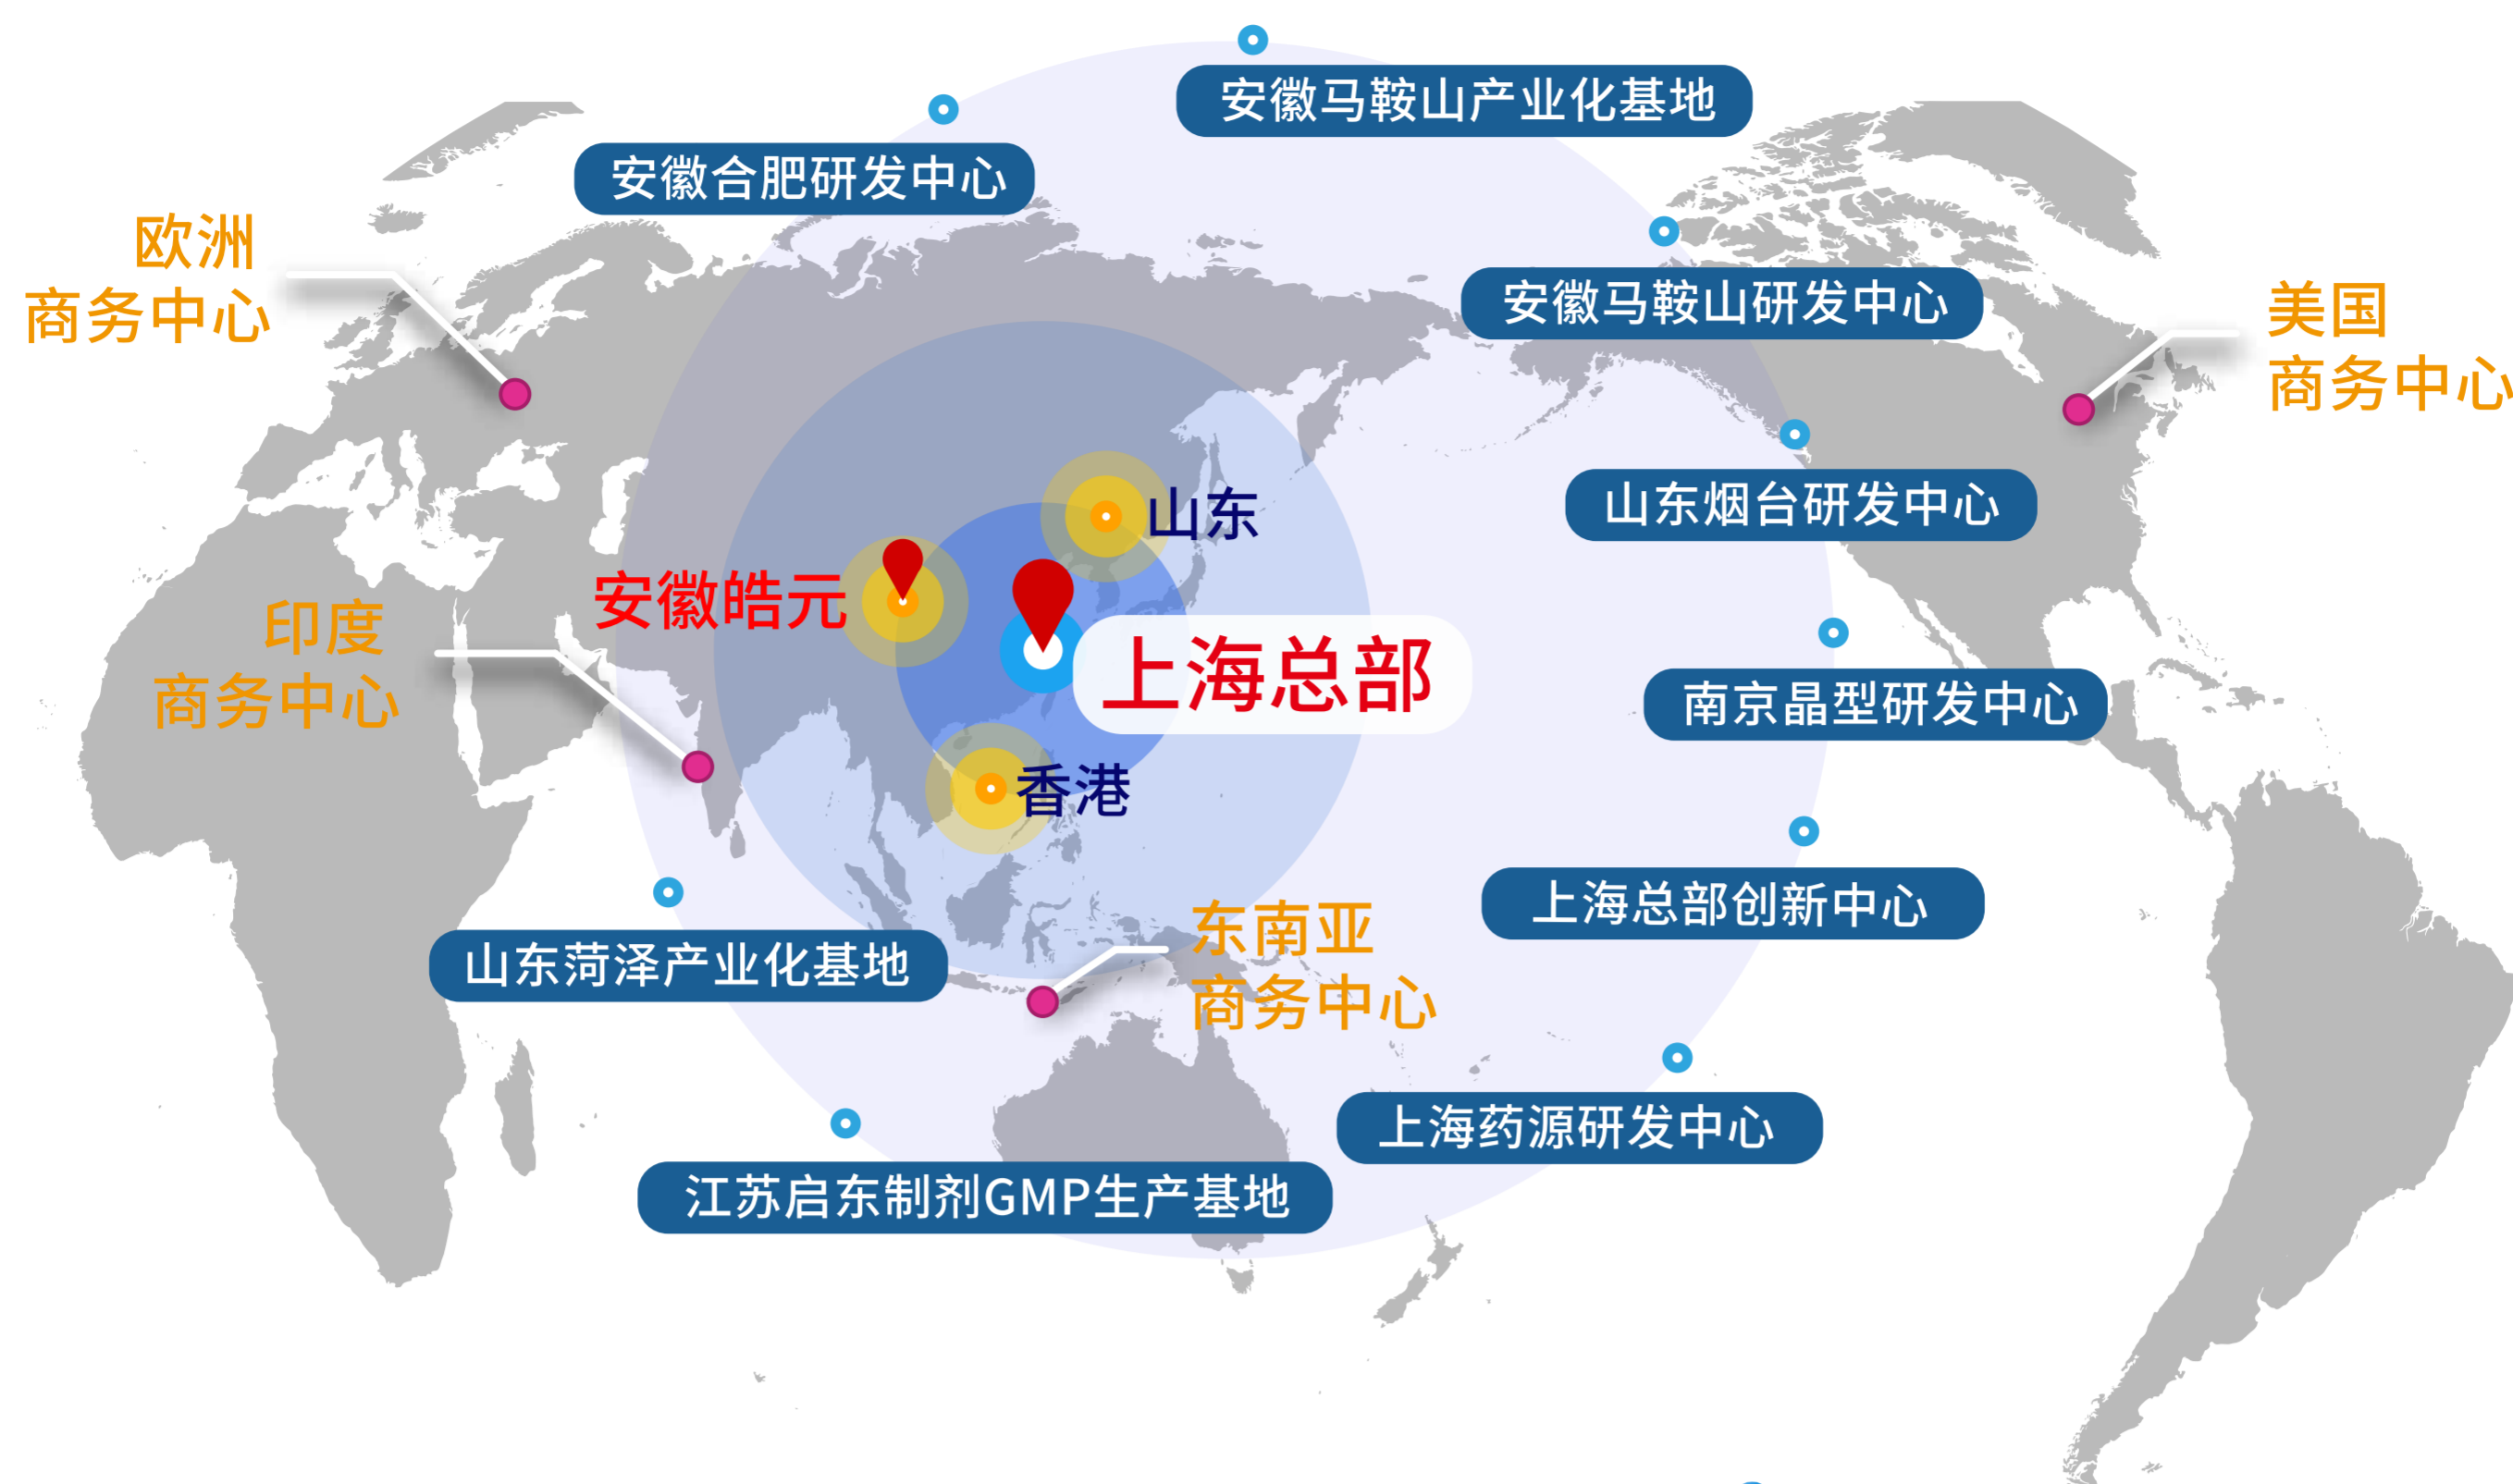 安徽马鞍山产业化基地
安徽合肥研发中心
欧洲
商务中心
安徽马鞍山研发中心
美国
商务中心
山东烟台研发中心
山东
安徽皓元
印度
商务中心
上海总部
南京晶型研发中心
香港
上海总部创新中心
东南亚
商务中心
山东菏泽产业化基地
上海药源研发中心
江苏启东制剂GMP生产基地